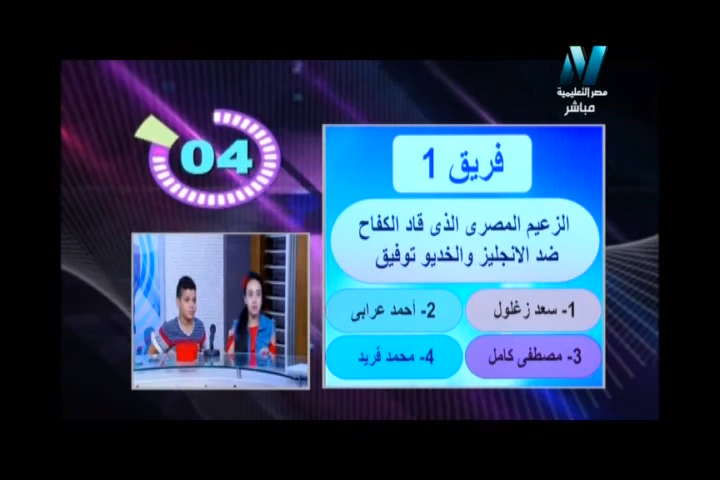 مصر التعليمية
مباشر
04
فريق 1
الزعيم المصرى الذى قاد الكفاح
ضد الانجليز والخديو توفيق
1- سعد زغلول
2- أحمد عرابى
3- مصطفى كامل
4- محمد فريد